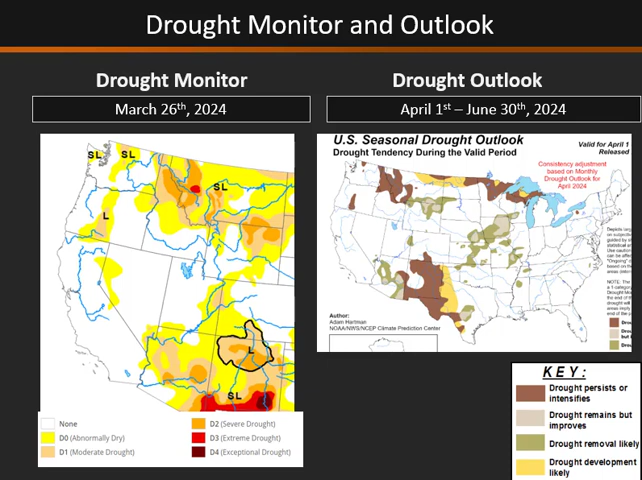 Drought Monitor and Outlook
Drought Monitor
March 26th, 2024
SL
SL
SL
L
L
SL
None
D0 (Abnormally Dry)
D1 (Moderate Drought)
D2 (Severe Drought)
D3 (Extreme Drought)
D4 (Exceptional Drought)
Drought Outlook
April 1st – June 30th, 2024
U.S. Seasonal Drought Outlook
Drought Tendency During the Valid Period
Valid for April 1
Released
Consistency adjustment
based on Monthly
Drought Outlook for
April 2024
Author:
Adam Hartman
NOAA/NWS/NCEP Climate Prediction Center
KEY:
Drought persists or
intensifies
Drought remains but
improves
Drought removal likely
Drought development
likely